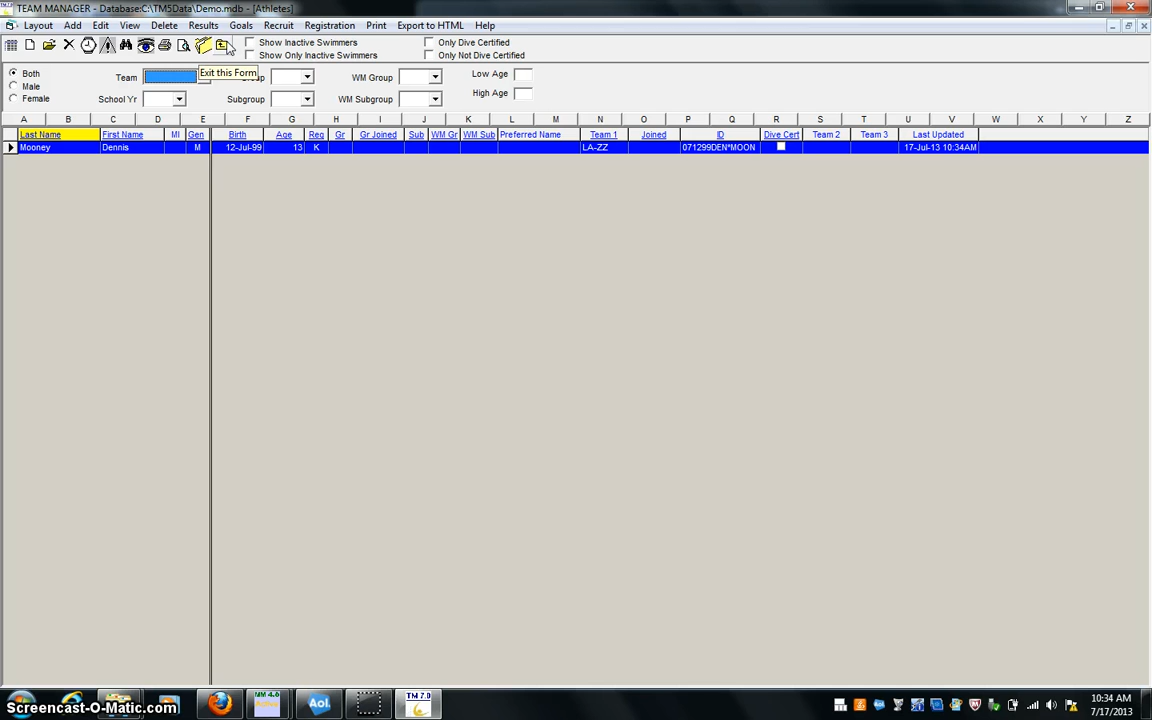 TEAM MANAGER - Database:C:\TM5Data\Demo.mdb - [Athletes]
Layout Add Edit View Delete Results Goals Recruit Registration Print Export to HTML Help
Show Inactive Swimmers Only Dive Certified
Show Only Inactive Swimmers Only Not Dive Certified
Both
Male
Female
Team
Exit this Form
WM Group
Low Age
School Yr
Subgroup
WM Subgroup
High Age
A B C D E F G H I J K L M N O P Q R S T U V W X Y Z
Last Name First Name MI Gen Birth Age Reg Gr Gr Joined Sub WM Gr WM Sub Preferred Name Team 1 Joined ID Dive Cert Team 2 Team 3 Last Updated
Mooney Dennis M 12-Jul-99 13 K LA-ZZ 071299DEN*MOON 17-Jul-13 10:34AM
MM 4.0
Aol.
TM 7.0
Screencast-O-Matic.com
10:34 AM
7/17/2013